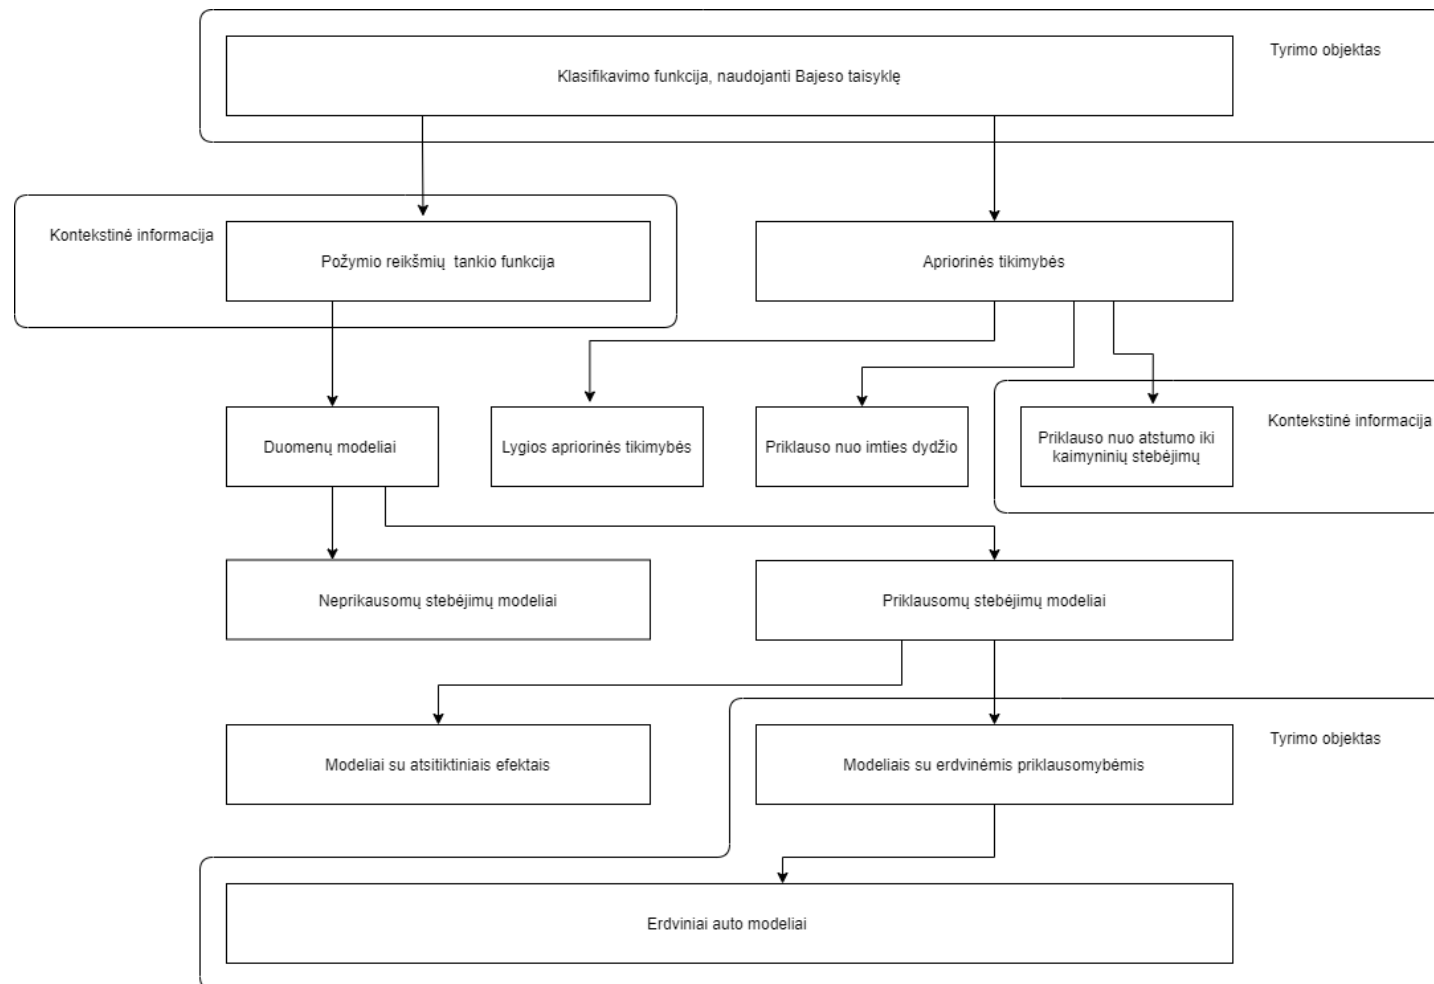 Tyrimo objektas
Klasifikavimo funkcija, naudojanti Bajeso taisyklę
Kontekstinė informacija
Požymio reikšmių tankio funkcija
Apriorinės tikimybės
Duomenų modeliai
Lygios apriorinės tikimybės
Priklauso nuo imties dydžio
Priklauso nuo atstumo iki
kaimyninių stebėjimų
Kontekstinė informacija
Neprikausomų stebėjimų modeliai
Priklausomų stebėjimų modeliai
Modeliai su atsitiktiniais efektais
Modeliais su erdvinėmis priklausomybėmis
Tyrimo objektas
Erdviniai auto modeliai